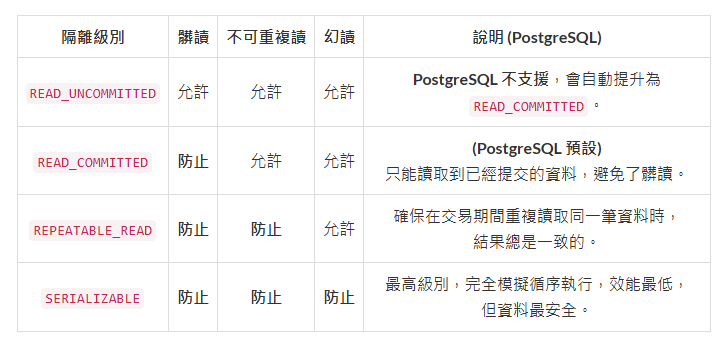 隔離級別 髒讀 不可重複讀 幻讀 說明 (PostgreSQL)
READ_UNCOMMITTED 允許 允許 允許 PostgreSQL 不支援，會自動提升為
READ_COMMITTED 。
READ_COMMITTED 防止 允許 允許 (PostgreSQL 預設)
只能讀取到已經提交的資料，避免了髒讀。
REPEATABLE_READ 防止 防止 允許 確保在交易期間重複讀取同一筆資料時，
結果總是一致的。
SERIALIZABLE 防止 防止 防止 最高級別，完全模擬循序執行，效能最低，
但資料最安全。